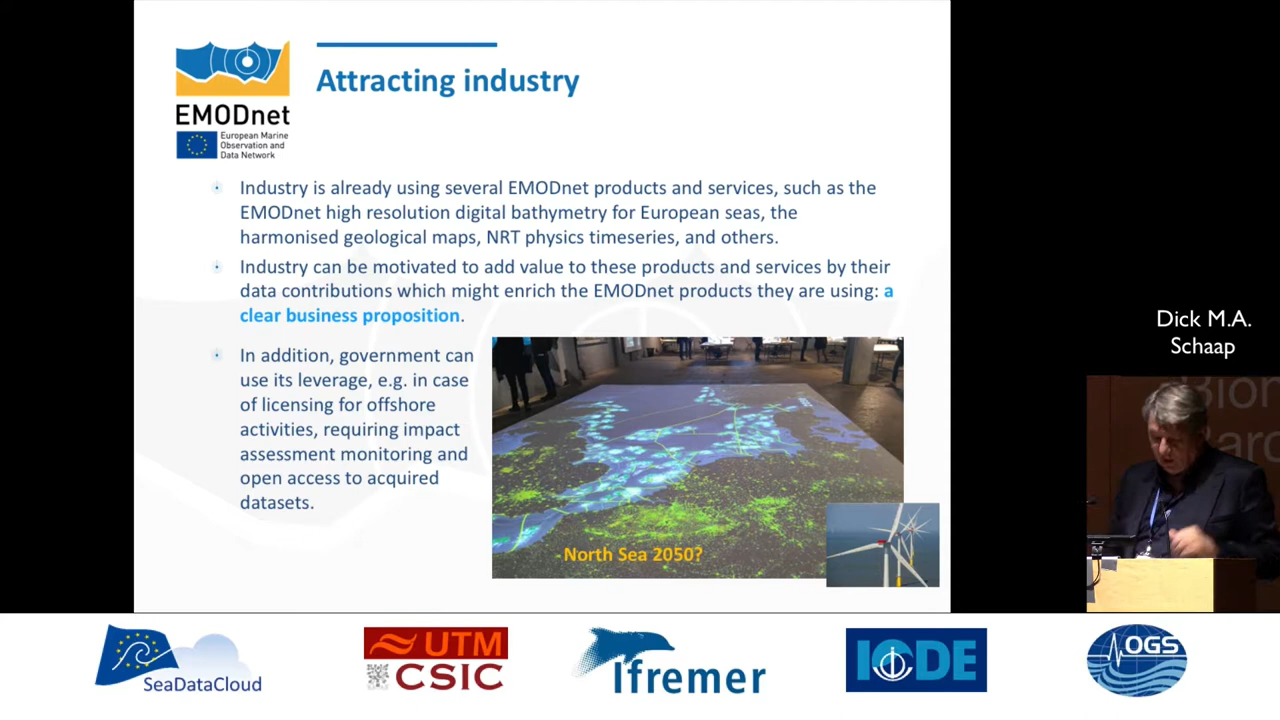 Attracting industry
EMODnet
European Marine
Observation and
Data Network
Industry is already using several EMODnet products and services, such as the
EMODnet high resolution digital bathymetry for European seas, the
harmonised geological maps, NRT physics timeseries, and others.
Industry can be motivated to add value to these products and services by their
data contributions which might enrich the EMODnet products they are using: a
clear business proposition.
In addition, government can
use its leverage, e.g. in case
of licensing for offshore
activities, requiring impact
assessment monitoring and
open access to acquired
datasets.
North Sea 2050?
Dick M.A.
Schaap
SeaDataCloud
UTM
CSIC
Ifremer
IODE
OGS